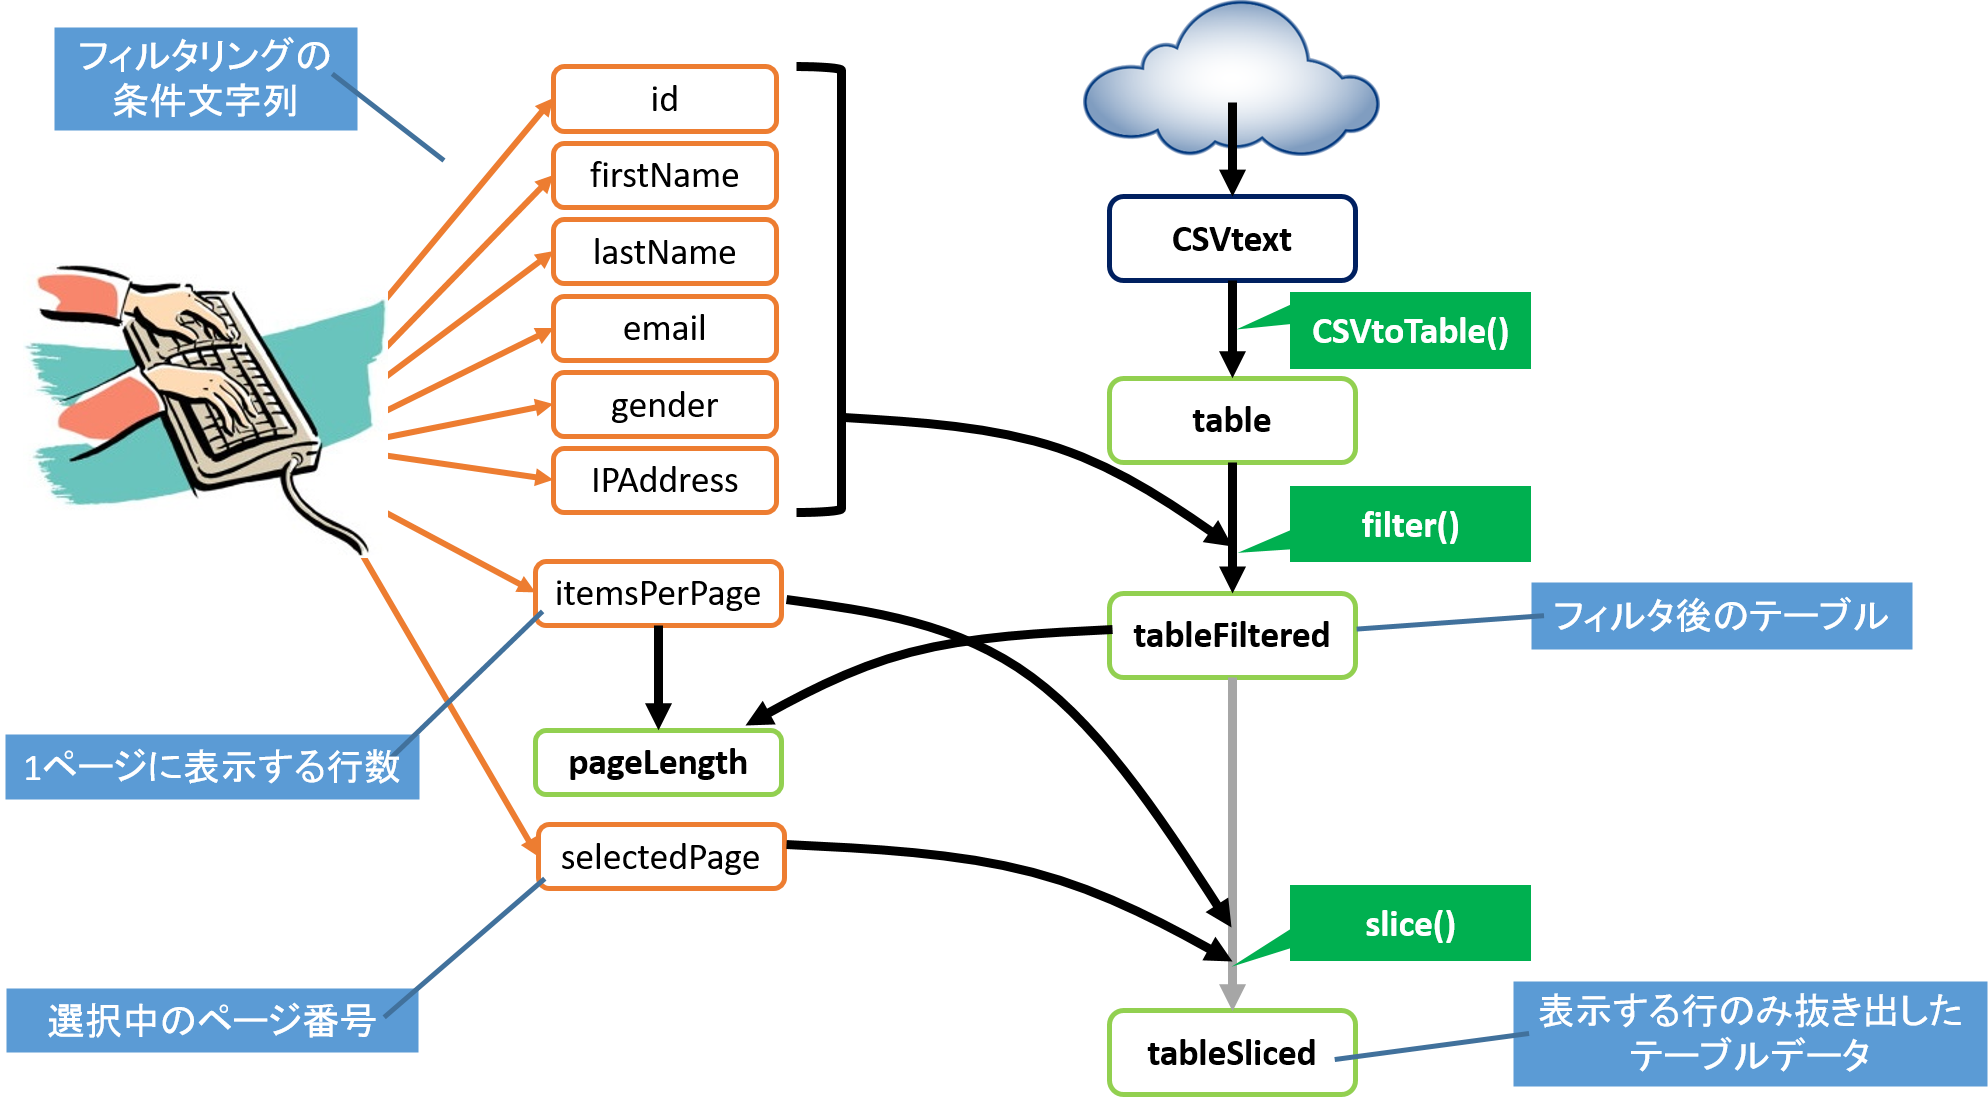 フィルタリングの
条件文字列
id
firstName
lastName
email
gender
IPAddress
itemsPerPage
1ページに表示する行数
pageLength
selectedPage
選択中のページ番号
CSVtext
CSVtoTable()
table
filter()
tableFiltered
フィルタ後のテーブル
slice()
tableSliced
表示する行のみ抜き出した
テーブルデータ